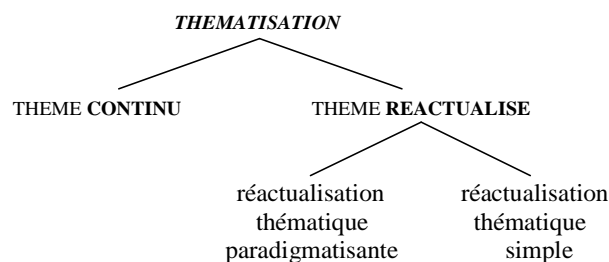 THEMATISATION
THEME CONTINU THEME REACTUALISE
réactualisation réactualisation
thématique thématique
paradigmatisante simple